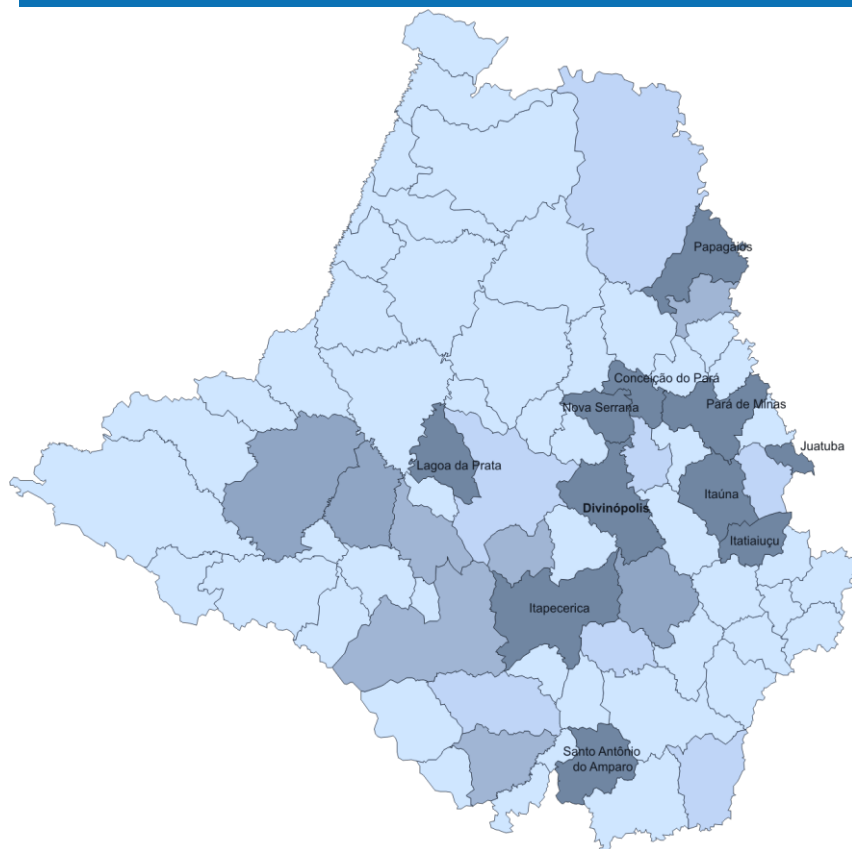 Papagaios
Conceição do Pará
Nova Serrana
Pará de Minas
Juatuba
Lagoa da Prata
Itaúna
Divinópolis
Itatiaiuçu
Itapecerica
Santo Antônio
do Amparo